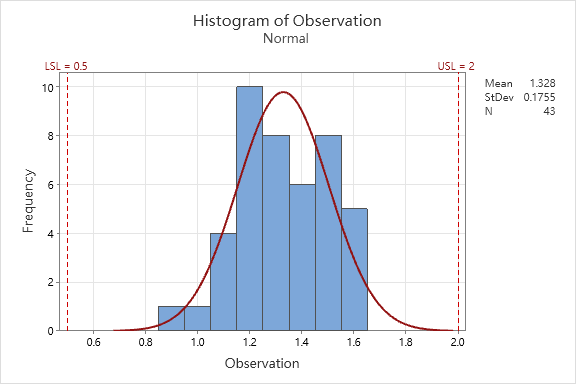 Histogram of Observation
Normal
LSL = 0.5
USL = 2
Mean 1.328
StDev 0.1755
N 43
Frequency
10
8
6
4
2
0
0.6 0.8 1.0 1.2 1.4 1.6 1.8 2.0
Observation